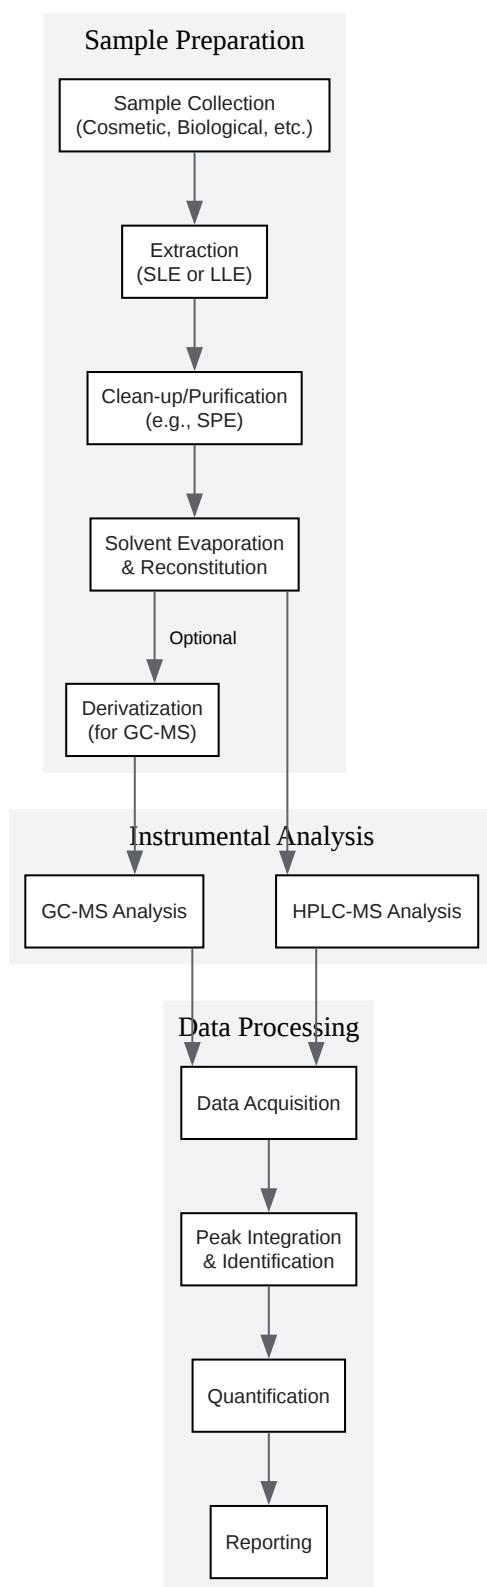 Sample Preparation
Sample Collection
(Cosmetic, Biological, etc.)
Extraction
(SLE or LLE)
Clean-up/Purification
(e.g., SPE)
Solvent Evaporation
& Reconstitution
Optional
Derivatization
(for GC-MS)
Instrumental Analysis
GC-MS Analysis
HPLC-MS Analysis
Data Processing
Data Acquisition
Peak Integration
& Identification
Quantification
Reporting